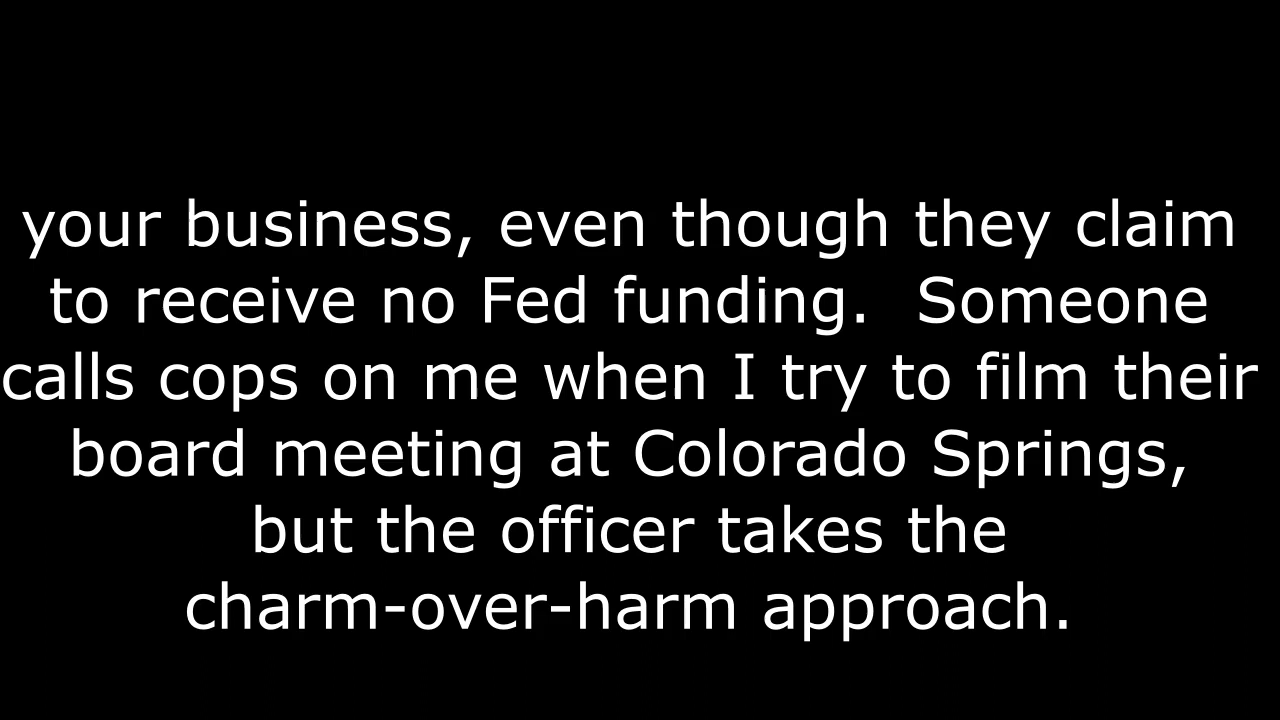 your business, even though they claim
to receive no Fed funding.  Someone
calls cops on me when I try to film their
board meeting at Colorado Springs,
but the officer takes the
charm-over-harm approach.